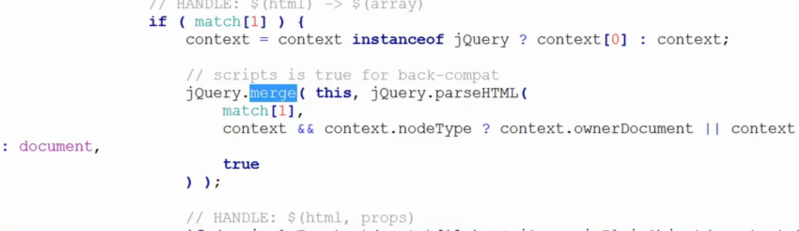 // HANDLE: $(html) -> $(array)
if ( match[1] ) {
context = context instanceof jQuery ? context[0] : context;
// scripts is true for back-compat
jQuery.merge( this, jQuery.parseHTML(
match[1],
context && context.nodeType ? context.ownerDocument || context
: document,
true
) );
// HANDLE: $(html, props)